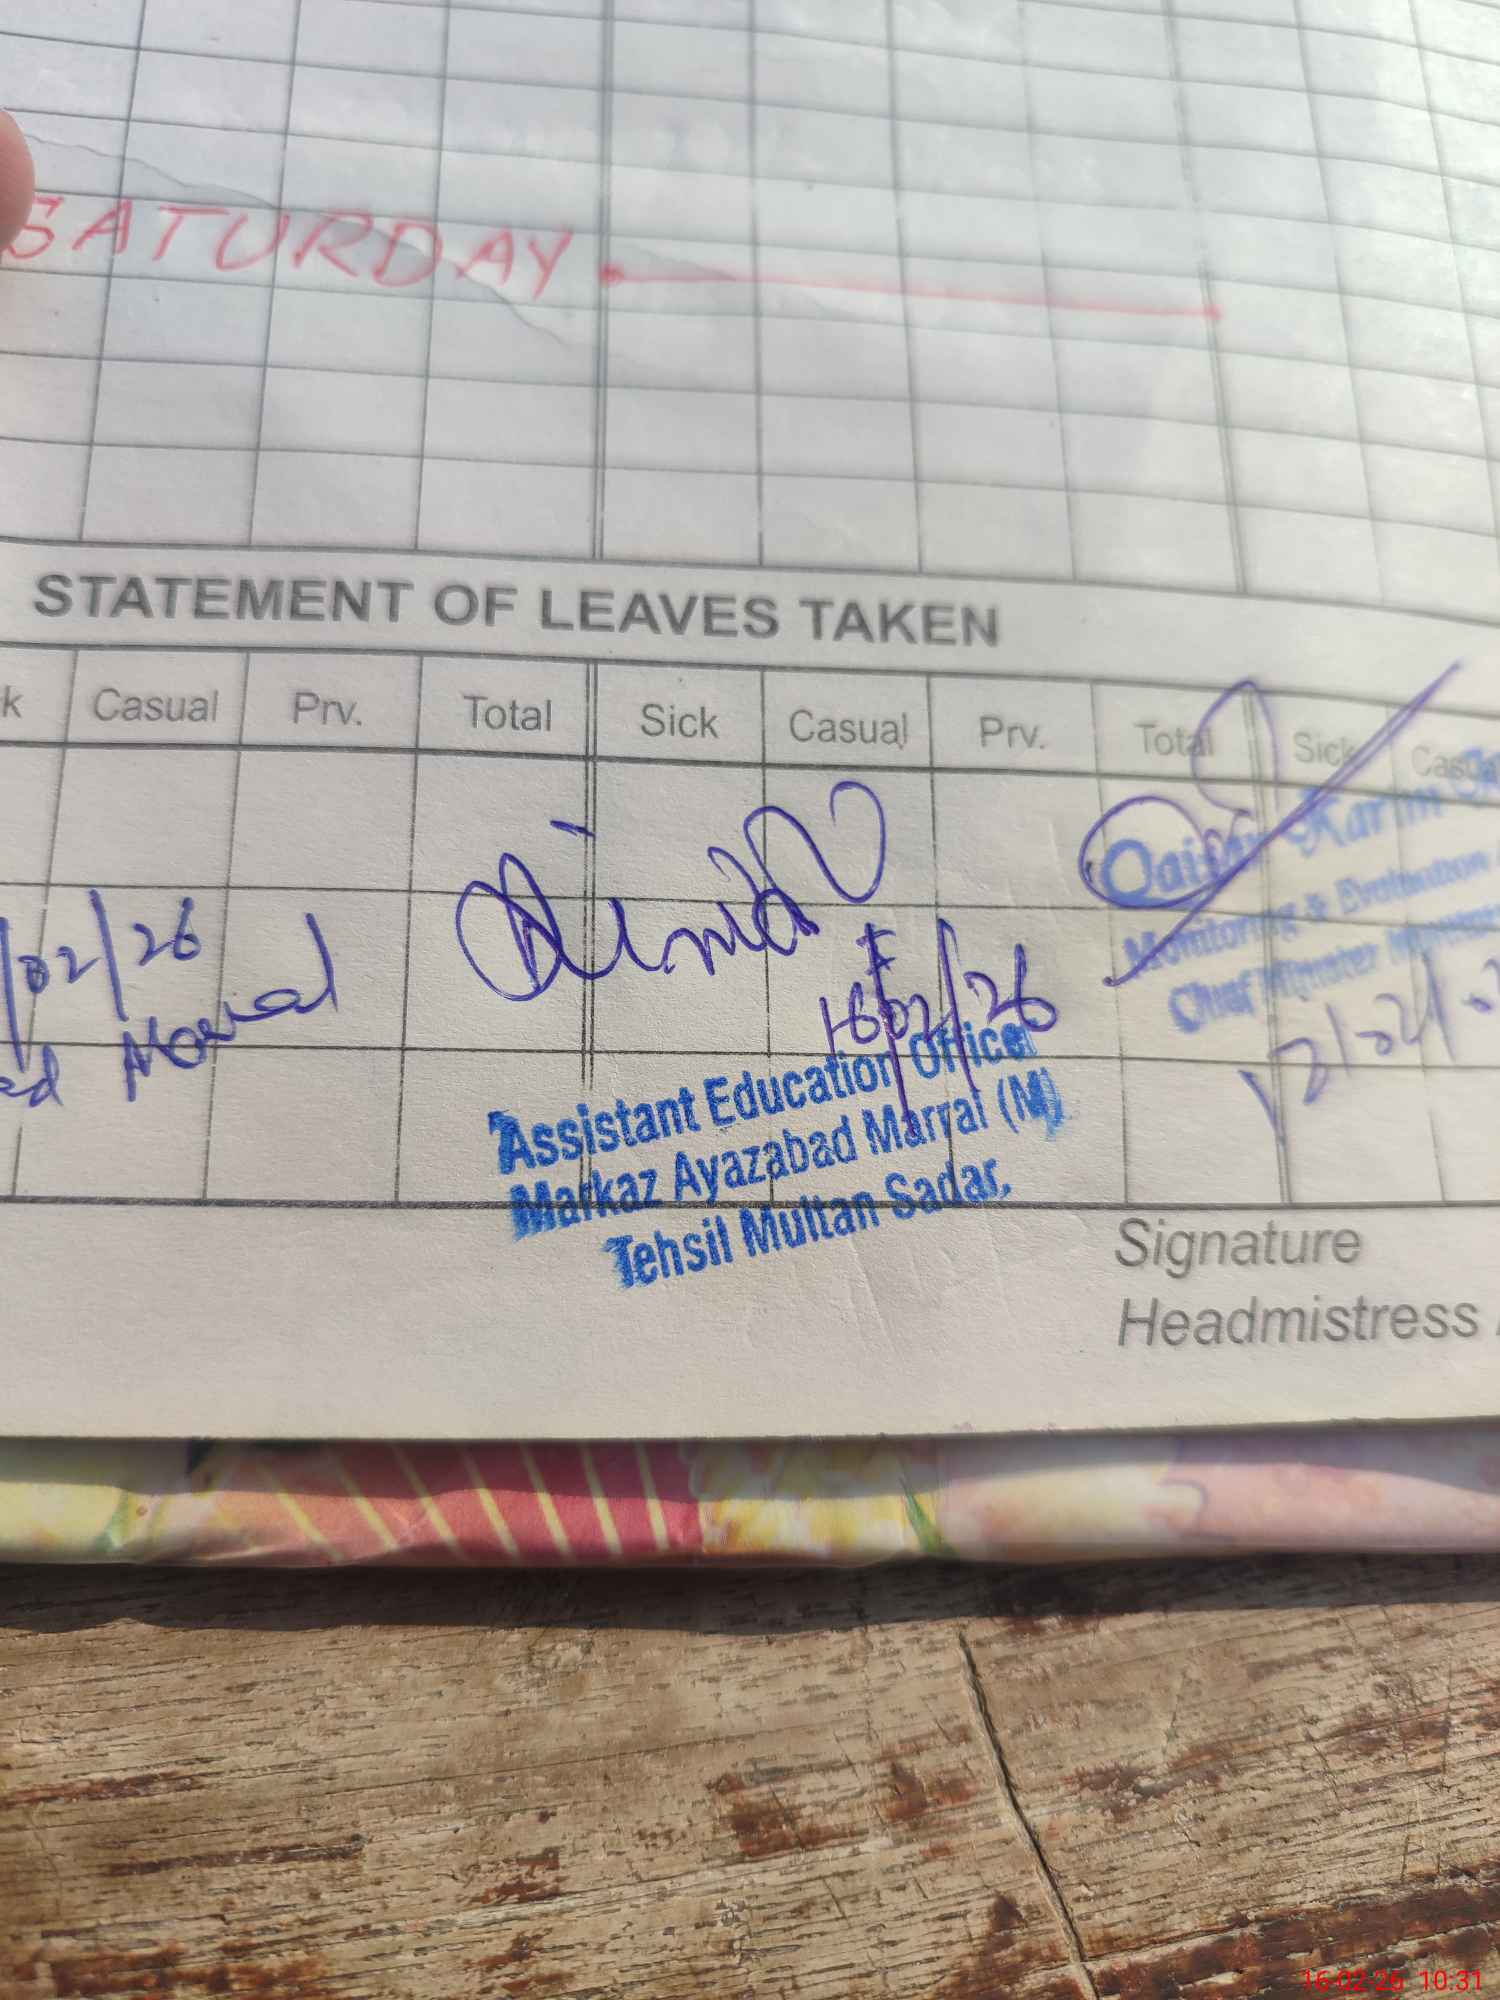 SATURDAY
STATEMENT OF LEAVES TAKEN
k Casual Prv. Total Sick Casual Prv. Total Sick Casua
/02/26
16/02/26
Qaisar Karim
Monitoring & Evaluation
Chief Minister
Assistant Education Officer
Markaz Ayazabad Marral (M)
Tehsil Multan Sadar.
Signature
Headmistress
16-02-26 10:31